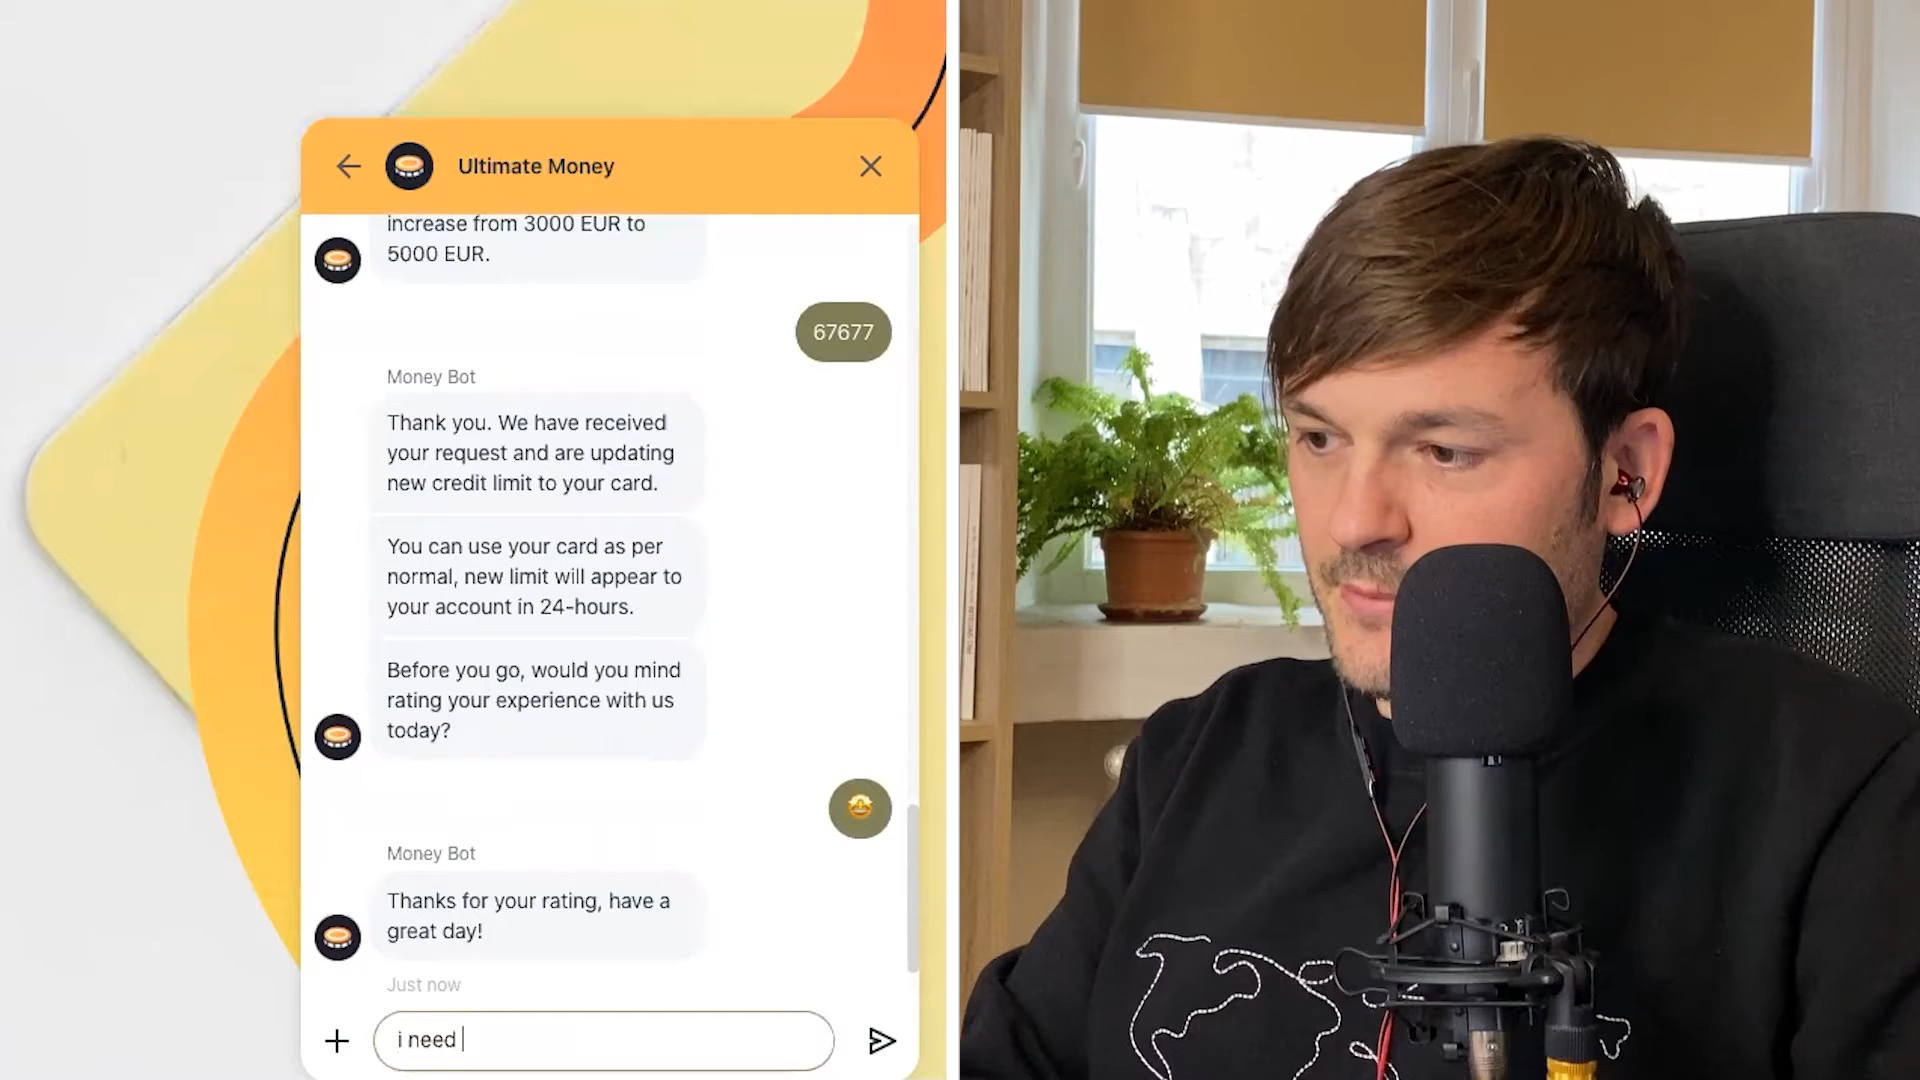 Ultimate Money
increase from 3000 EUR to
5000 EUR.
67677
Money Bot
Thank you. We have received
your request and are updating
new credit limit to your card.
You can use your card as per
normal, new limit will appear to
your account in 24-hours.
Before you go, would you mind
rating your experience with us
today?
Money Bot
Thanks for your rating, have a
great day!
Just now
i need